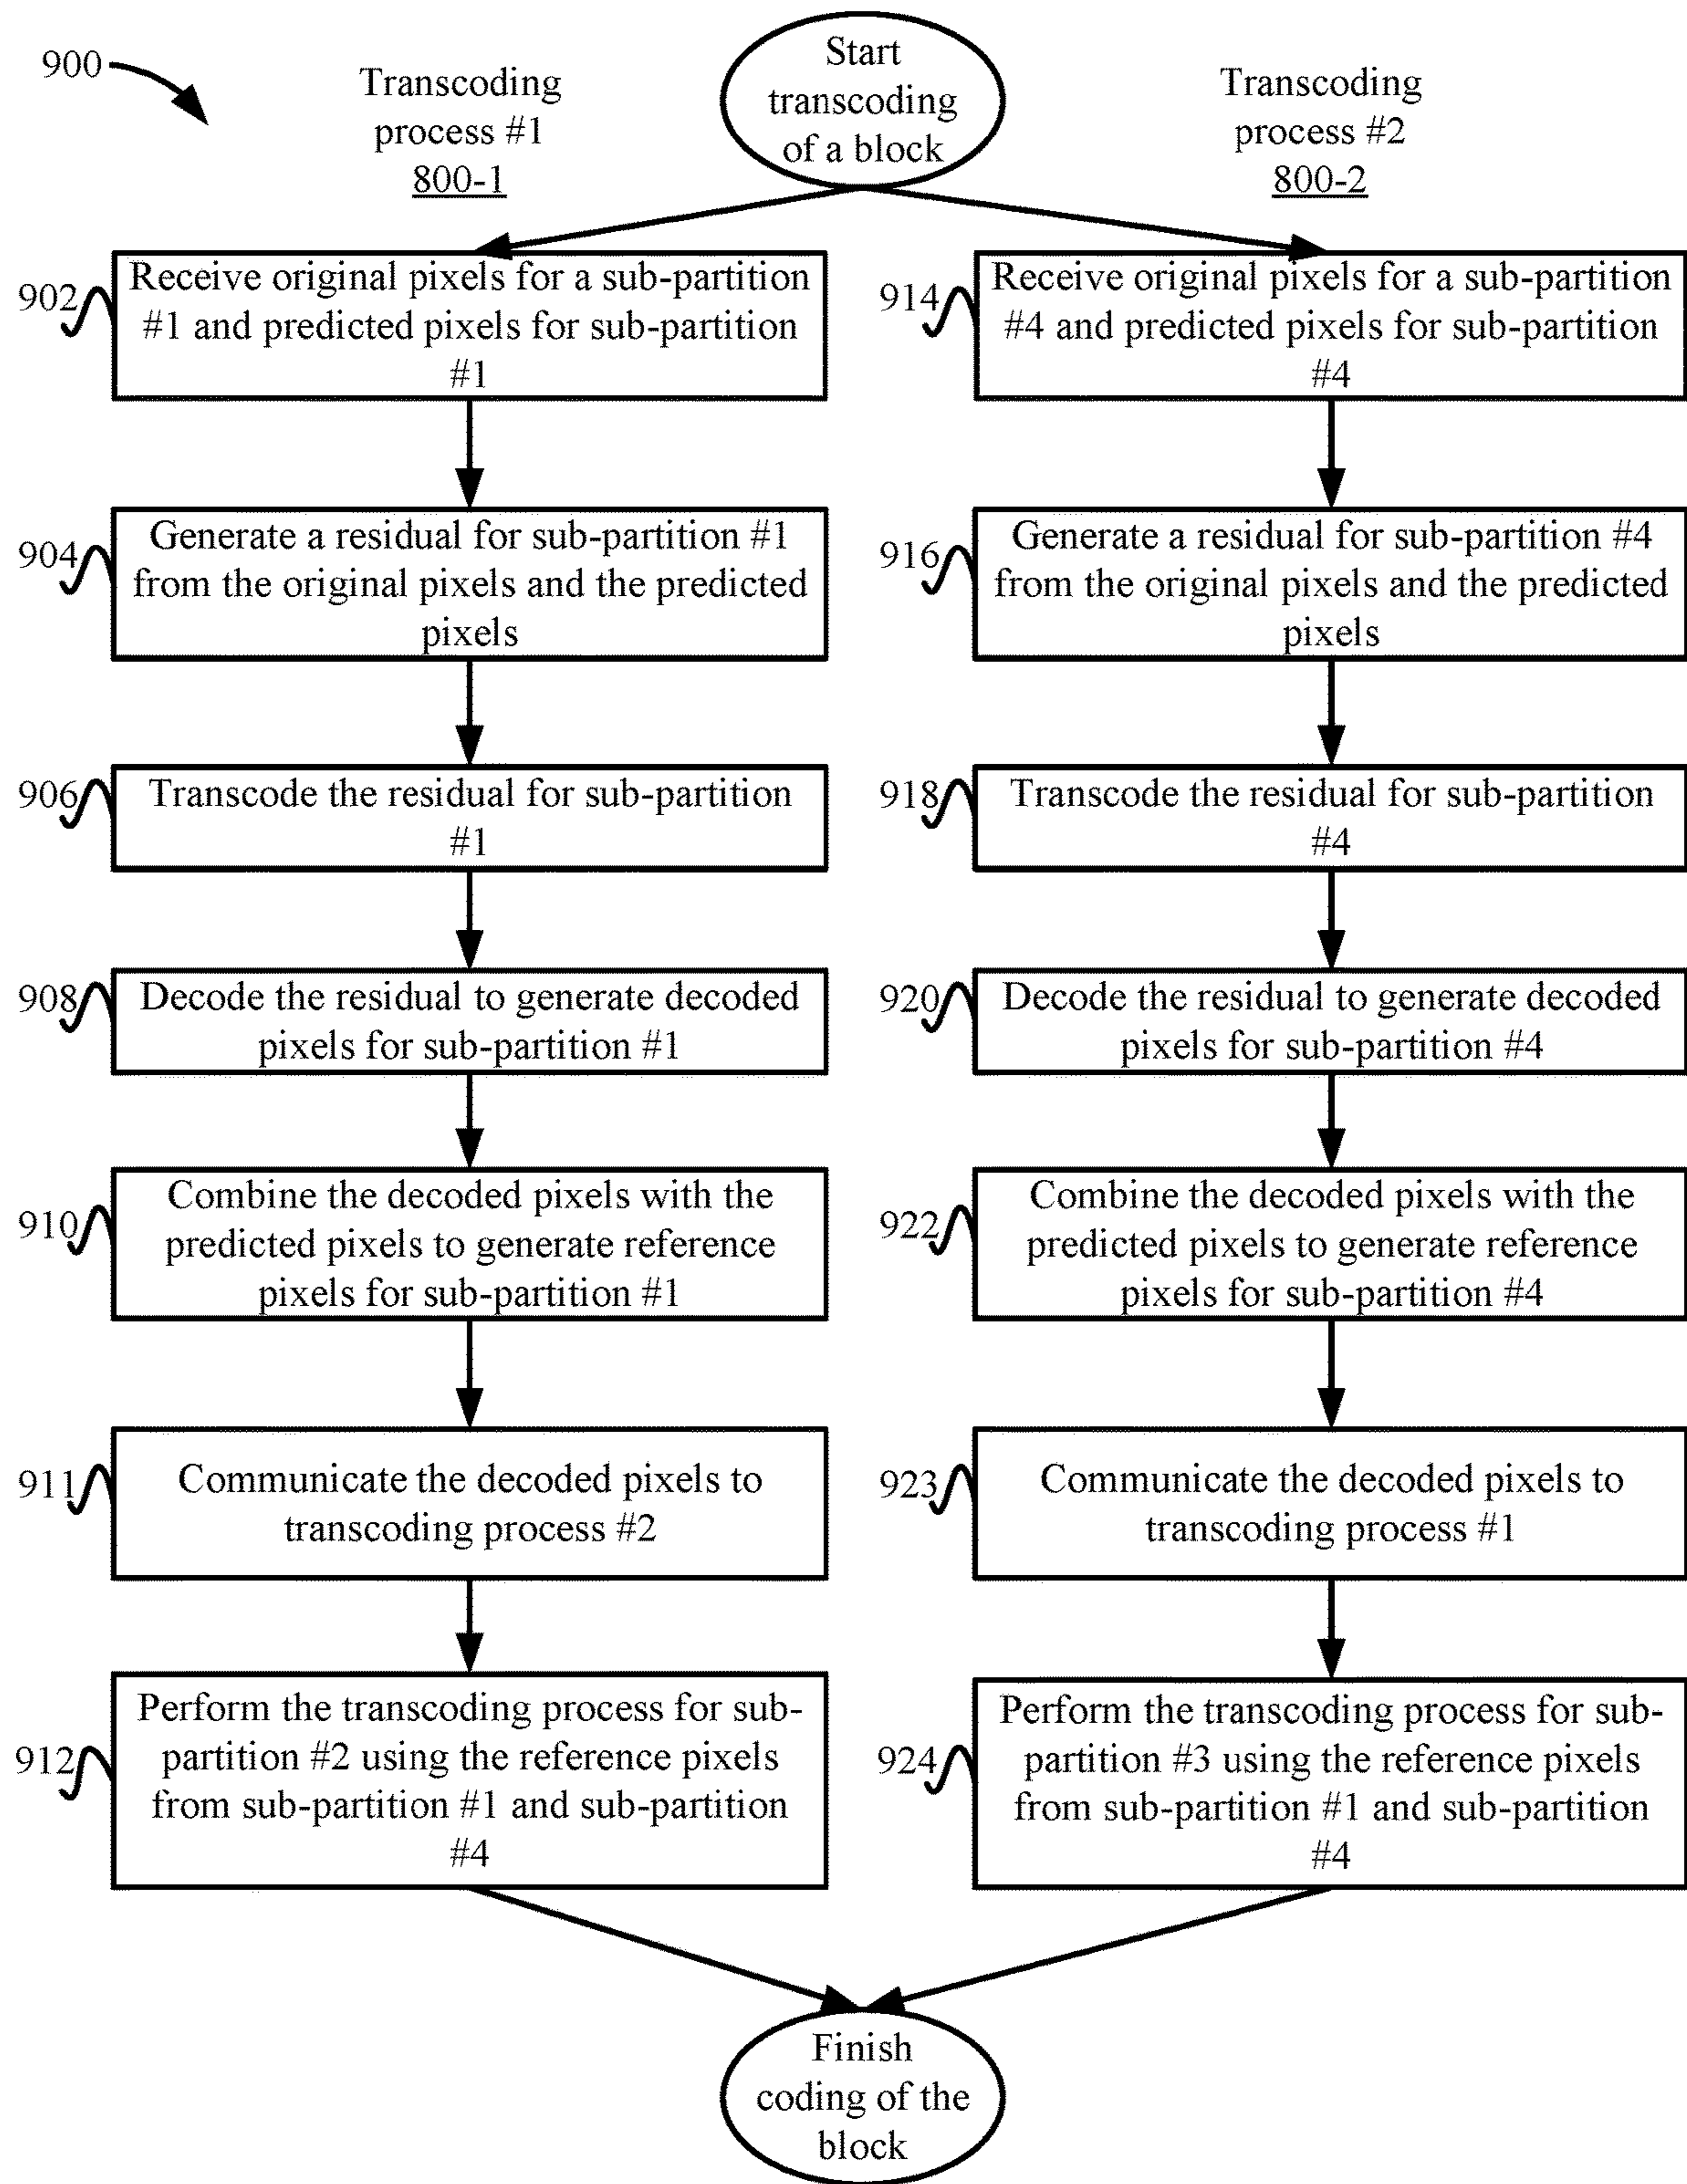 900
Transcoding
process #1
800-1
Start
transcoding
of a block
Transcoding
process #2
800-2
902
Receive original pixels for a sub-partition
#1 and predicted pixels for sub-partition
#1
904
Generate a residual for sub-partition #1
from the original pixels and the predicted
pixels
906
Transcode the residual for sub-partition
#1
908
Decode the residual to generate decoded
pixels for sub-partition #1
910
Combine the decoded pixels with the
predicted pixels to generate reference
pixels for sub-partition #1
911
Communicate the decoded pixels to
transcoding process #2
912
Perform the transcoding process for sub-
partition #2 using the reference pixels
from sub-partition #1 and sub-partition
#4
914
Receive original pixels for a sub-partition
#4 and predicted pixels for sub-partition
#4
916
Generate a residual for sub-partition #4
from the original pixels and the predicted
pixels
918
Transcode the residual for sub-partition
#4
920
Decode the residual to generate decoded
pixels for sub-partition #4
922
Combine the decoded pixels with the
predicted pixels to generate reference
pixels for sub-partition #4
923
Communicate the decoded pixels to
transcoding process #1
924
Perform the transcoding process for sub-
partition #3 using the reference pixels
from sub-partition #1 and sub-partition
#4
Finish
coding of the
block